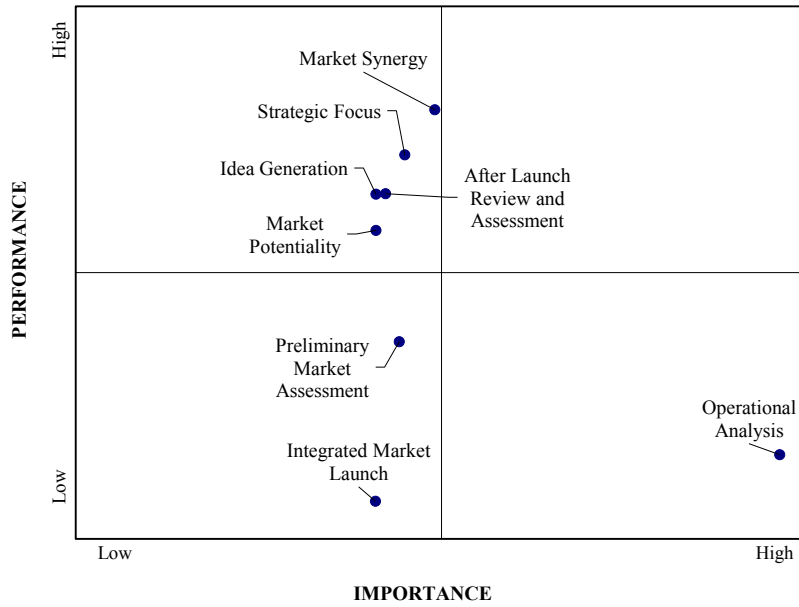 High
Market Synergy
Strategic Focus
Idea Generation
After Launch
Review and
Assessment
Market
Potentiality
PERFORMANCE
Preliminary
Market
Assessment
Operational
Analysis
Integrated Market
Launch
Low
Low
High
IMPORTANCE